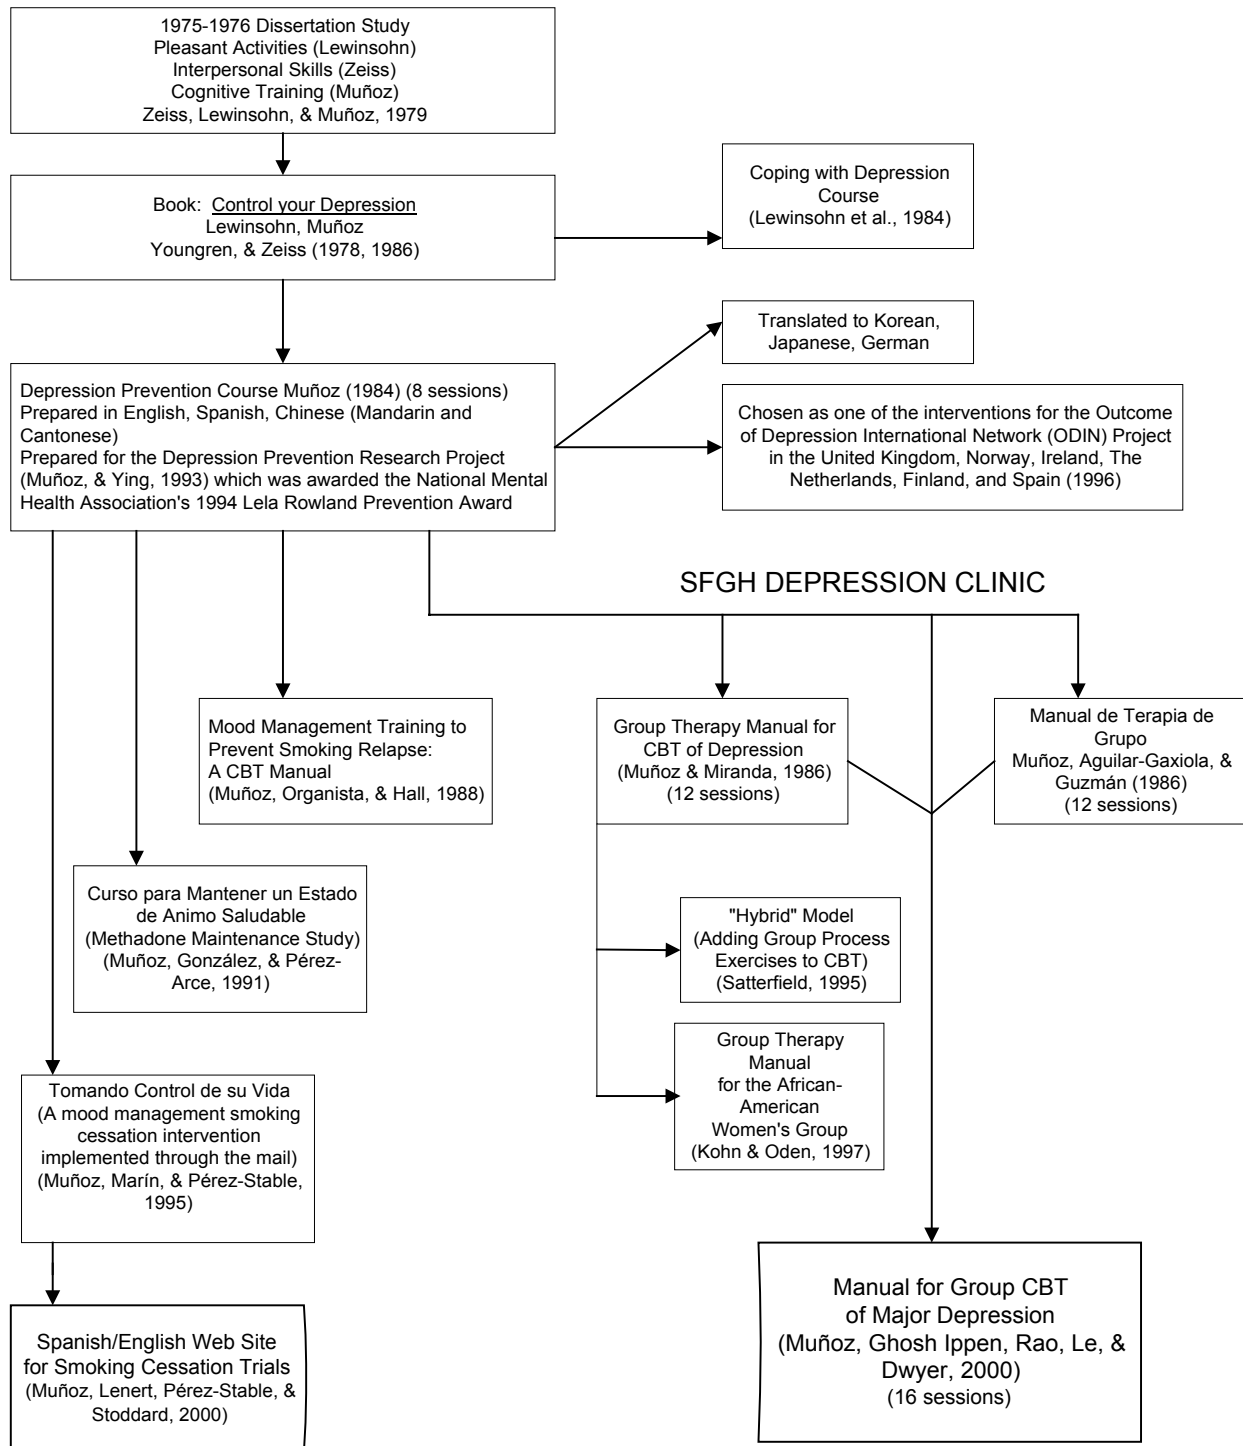 1975-1976 Dissertation Study
Pleasant Activities (Lewinsohn)
Interpersonal Skills (Zeiss)
Cognitive Training (Muñoz)
Zeiss, Lewinsohn, & Muñoz, 1979
Book: Control your Depression
Lewinsohn, Muñoz
Youngren, & Zeiss (1978, 1986)
Coping with Depression
Course
(Lewinsohn et al., 1984)
Translated to Korean,
Japanese, German
Depression Prevention Course Muñoz (1984) (8 sessions)
Prepared in English, Spanish, Chinese (Mandarin and
Cantonese)
Prepared for the Depression Prevention Research Project
(Muñoz, & Ying, 1993) which was awarded the National Mental
Health Association's 1994 Lela Rowland Prevention Award
Chosen as one of the interventions for the Outcome
of Depression International Network (ODIN) Project
in the United Kingdom, Norway, Ireland, The
Netherlands, Finland, and Spain (1996)
SFGH DEPRESSION CLINIC
Mood Management Training to
Prevent Smoking Relapse:
A CBT Manual
(Muñoz, Organista, & Hall, 1988)
Group Therapy Manual for
CBT of Depression
(Muñoz & Miranda, 1986)
(12 sessions)
Manual de Terapia de
Grupo
Muñoz, Aguilar-Gaxiola, &
Guzmán (1986)
(12 sessions)
Curso para Mantener un Estado
de Animo Saludable
(Methadone Maintenance Study)
(Muñoz, González, & Pérez-
Arce, 1991)
"Hybrid" Model
(Adding Group Process
Exercises to CBT)
(Satterfield, 1995)
Group Therapy
Manual
for the African-
American
Women's Group
(Kohn & Oden, 1997)
Tomando Control de su Vida
(A mood management smoking
cessation intervention
implemented through the mail)
(Muñoz, Marín, & Pérez-Stable,
1995)
Spanish/English Web Site
for Smoking Cessation Trials
(Muñoz, Lenert, Pérez-Stable, &
Stoddard, 2000)
Manual for Group CBT
of Major Depression
(Muñoz, Ghosh Ippen, Rao, Le, &
Dwyer, 2000)
(16 sessions)